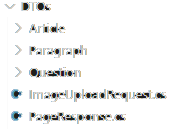 DTOs
Article
Paragraph
Question
ImageUploadRequest.cs
PageResponse.cs